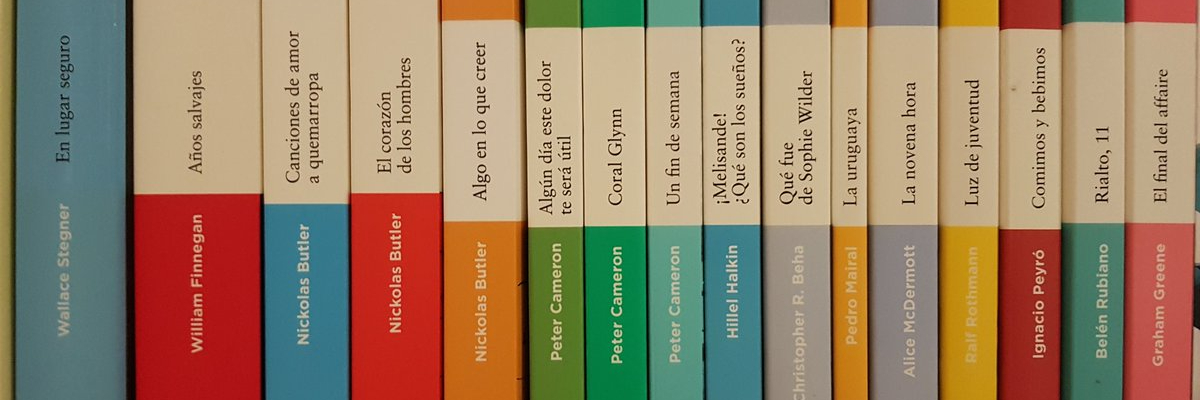 En lugar seguro
Wallace Stegner
Años salvajes
William Finnegan
Canciones de amor
a quemarropa
Nickolas Butler
El corazón
de los hombres
Nickolas Butler
Algo en lo que creer
Nickolas Butler
Algún día este dolor
te será útil
Peter Cameron
Coral Glynn
Peter Cameron
Un fin de semana
Peter Cameron
¡Melisande!
¿Qué son los sueños?
Hillel Halkin
Qué fue
de Sophie Wilder
Christopher R. Beha
La uruguaya
Pedro Mairal
La novena hora
Alice McDermott
Luz de juventud
Ralf Rothmann
Comimos y bebimos
Ignacio Peyró
Rialto, 11
Belén Rubiano
El final del affaire
Graham Greene